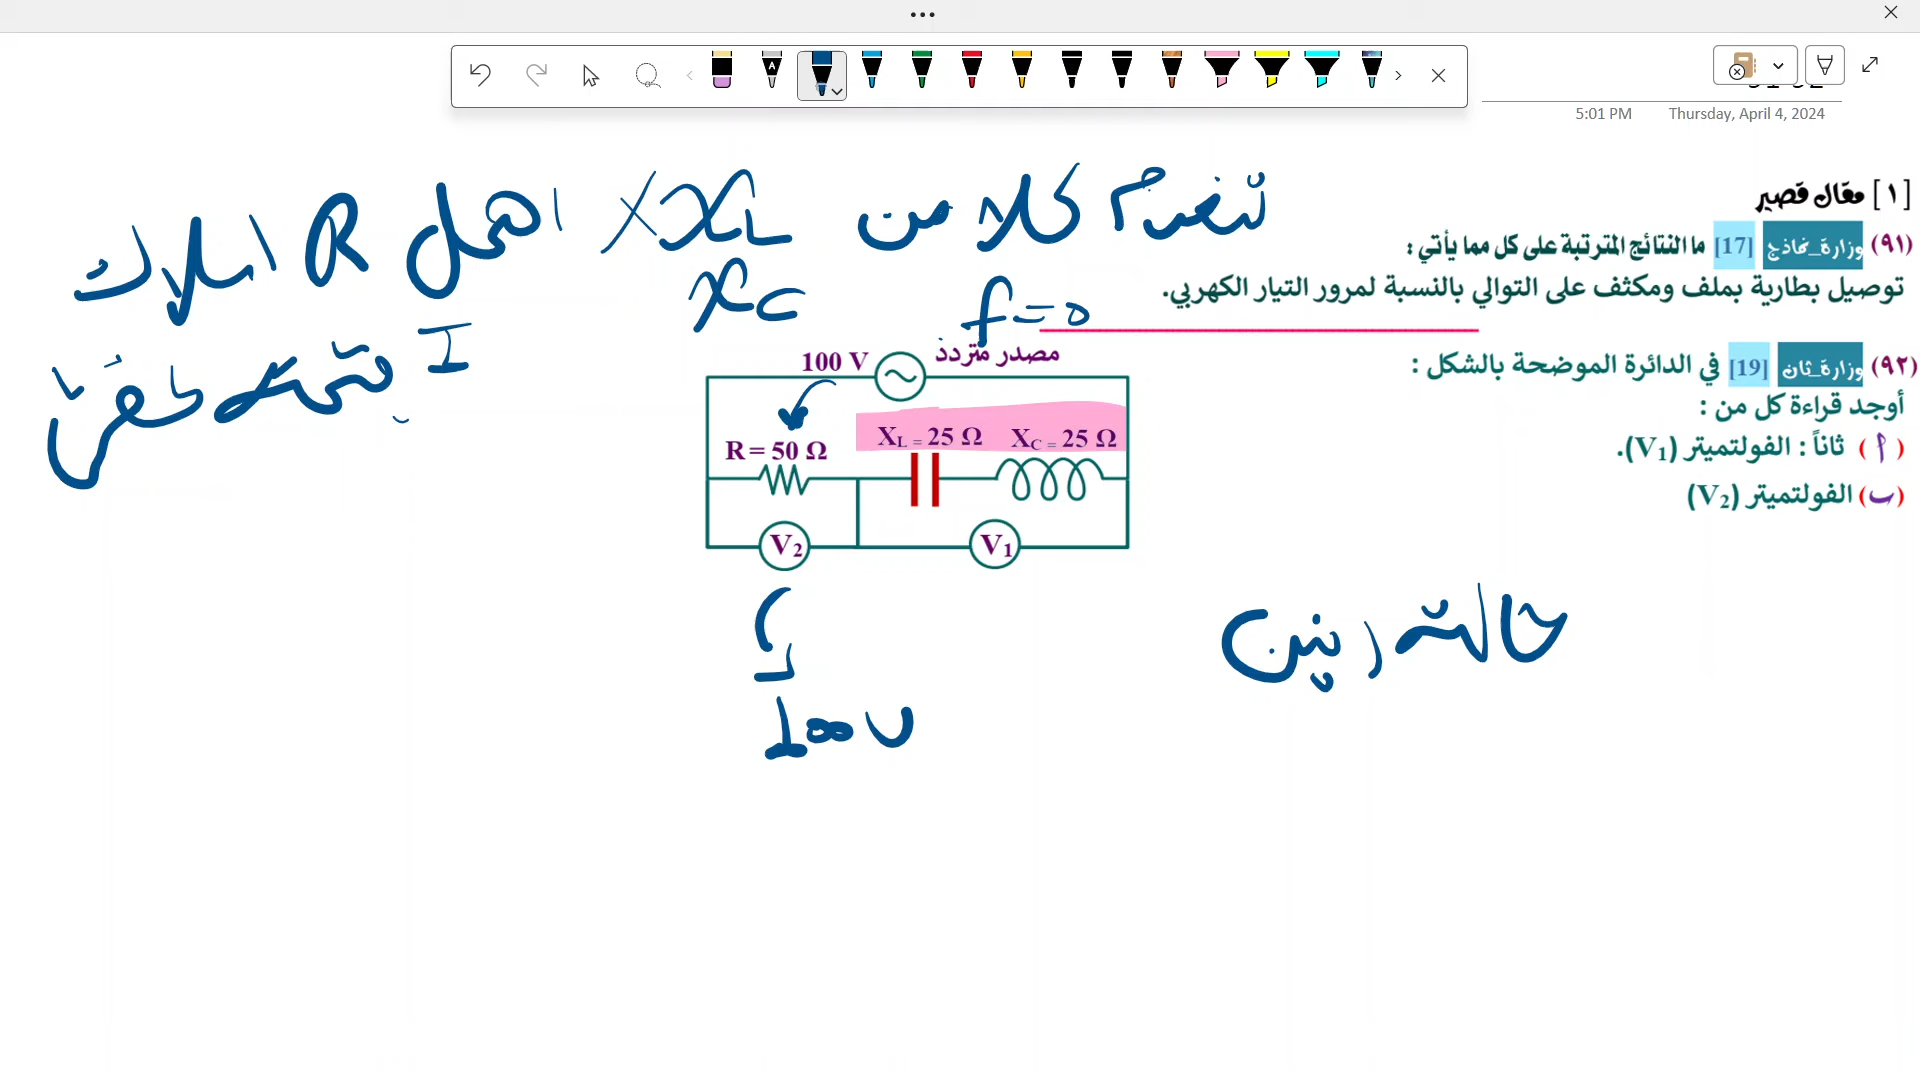 5:01 PM Thursday, April 4, 2024
[١] مقال قصير
(٩١) وزارة_نماذج [17] ما النتائج المترتبة على كل مما يأتي :
توصيل بطارية بملف ومكثف على التوالي بالنسبة لمرور التيار الكهربي.
(٩٢) وزارة_ثان [19] في الدائرة الموضحة بالشكل :
أوجد قراءة كل من :
(أ) ثاناً : الفولتميتر (V₁).
(ب) الفولتميتر (V₂)
تنعدم كلا من X_L
X_C
f = 0
اهمل R اسلاك
I
مصدر متردد
100 V
R = 50 Ω
X_L = 25 Ω
X_C = 25 Ω
V₂
V₁
حالة رنين
100 V